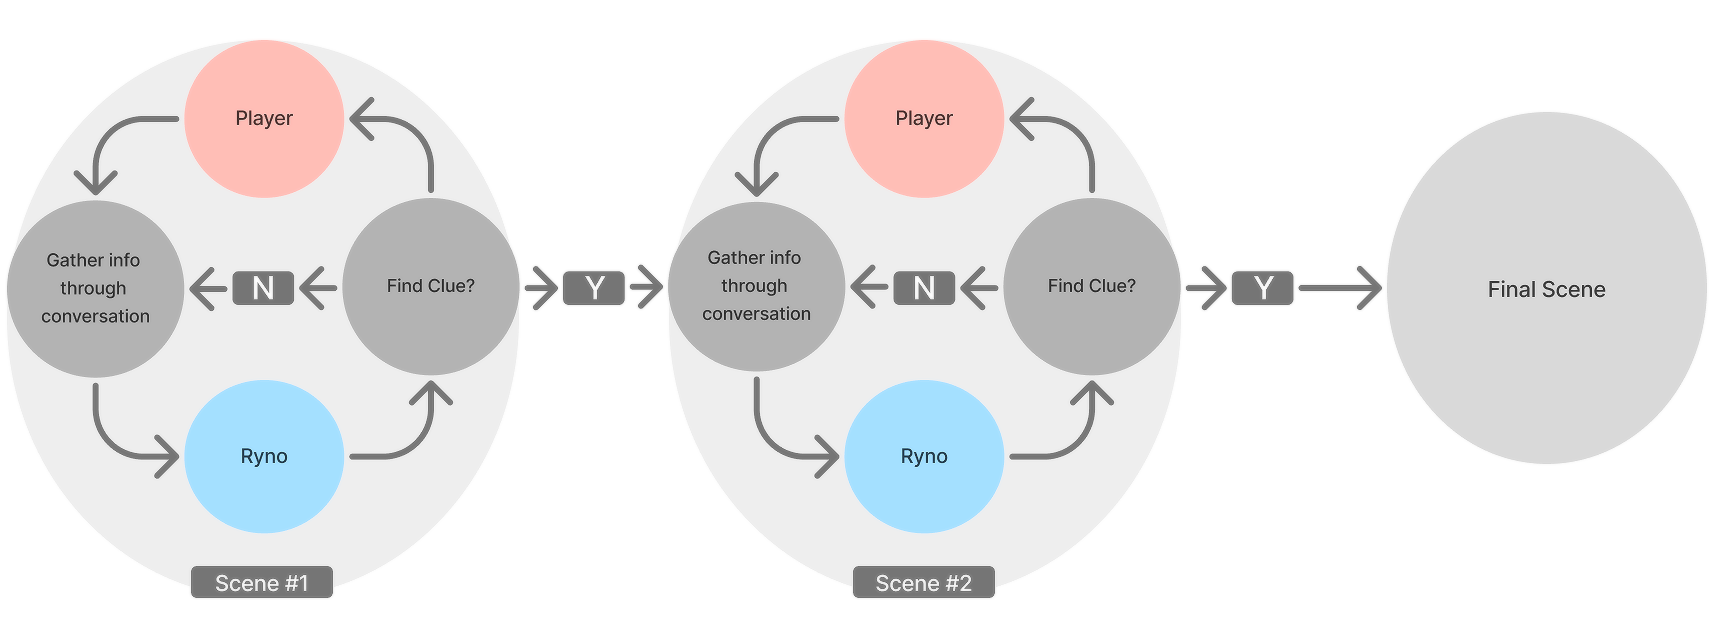 Player
Gather info
through
conversation
N
Find Clue?
Ryno
Scene #1
Y
Player
Gather info
through
conversation
N
Find Clue?
Ryno
Scene #2
Y
Final Scene